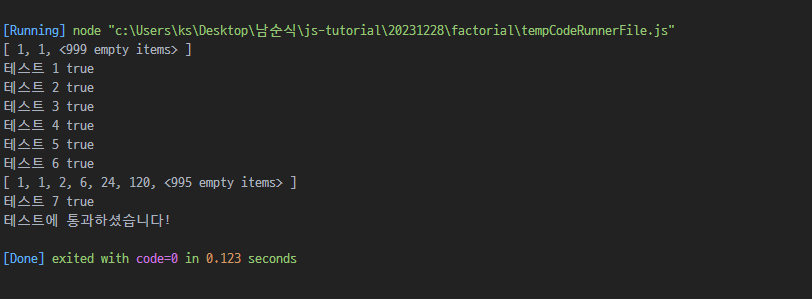 [Running] node "c:\Users\ks\Desktop\남순식\js-tutorial\20231228\factorial\tempCodeRunnerFile.js"
[ 1, 1, <999 empty items> ]
테스트 1 true
테스트 2 true
테스트 3 true
테스트 4 true
테스트 5 true
테스트 6 true
[ 1, 1, 2, 6, 24, 120, <995 empty items> ]
테스트 7 true
테스트에 통과하셨습니다!
[Done] exited with code=0 in 0.123 seconds